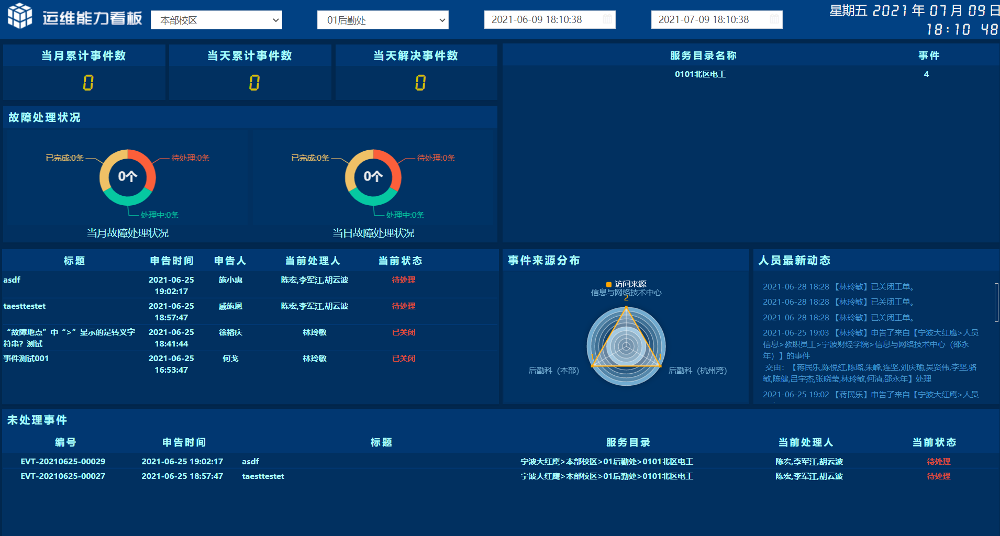 运维能力看板
本部校区
01后勤处
2021-06-09 18:10:38
2021-07-09 18:10:38
星期五 2021 年 07 月 09 日
18:10 48
当月累计事件数
0
当天累计事件数
0
当天解决事件数
0
服务目录名称 事件
0101北区电工 4
故障处理状况
已完成:0条
待处理:0条
0个
处理中:0条
当月故障处理状况
已完成:0条
待处理:0条
0个
处理中:0条
当日故障处理状况
标题 申告时间 申告人 当前处理人 当前状态
asdf 2021-06-25 施小惠 陈宏,李军江,胡云波 待处理
19:02:17
taesttestet 2021-06-25 戚施恩 陈宏,李军江,胡云波 待处理
18:57:47
“故障地点”中“>”显示的是转义字 2021-06-25 徐裕庆 林玲敏 已关闭
符串？测试 18:41:44
事件测试001 2021-06-25 何戈 林玲敏 已关闭
16:53:47
事件来源分布
访问来源
信息与网络技术中心
2
后勤科（本部）
后勤科（杭州湾）
人员最新动态
2021-06-28 18:28 【林玲敏】已关闭工单。
2021-06-28 18:28 【林玲敏】已关闭工单。
2021-06-28 18:28 【林玲敏】已关闭工单。
2021-06-25 19:03 【林玲敏】申告了来自【宁波大红鹰>人员
信息>教职员工>宁波财经学院>信息与网络技术中心（邵永
年）】的事件
交由：【蒋民乐,陈悦红,陈璐,朱峰,连坚,刘庆瑜,吴贤伟,李坚,骆
敏,陈健,吕宇杰,张晓莹,林玲敏,何清,邵永年】处理
2021-06-25 19:02 【蒋民乐】申告了来自【宁波大红鹰>人员
未处理事件
编号 申告时间 标题 服务目录 当前处理人 当前状态
EVT-20210625-00029 2021-06-25 19:02:17 asdf 宁波大红鹰>本部校区>01后勤处>0101北区电工 陈宏,李军江,胡云波 待处理
EVT-20210625-00027 2021-06-25 18:57:47 taesttestet 宁波大红鹰>本部校区>01后勤处>0101北区电工 陈宏,李军江,胡云波 待处理